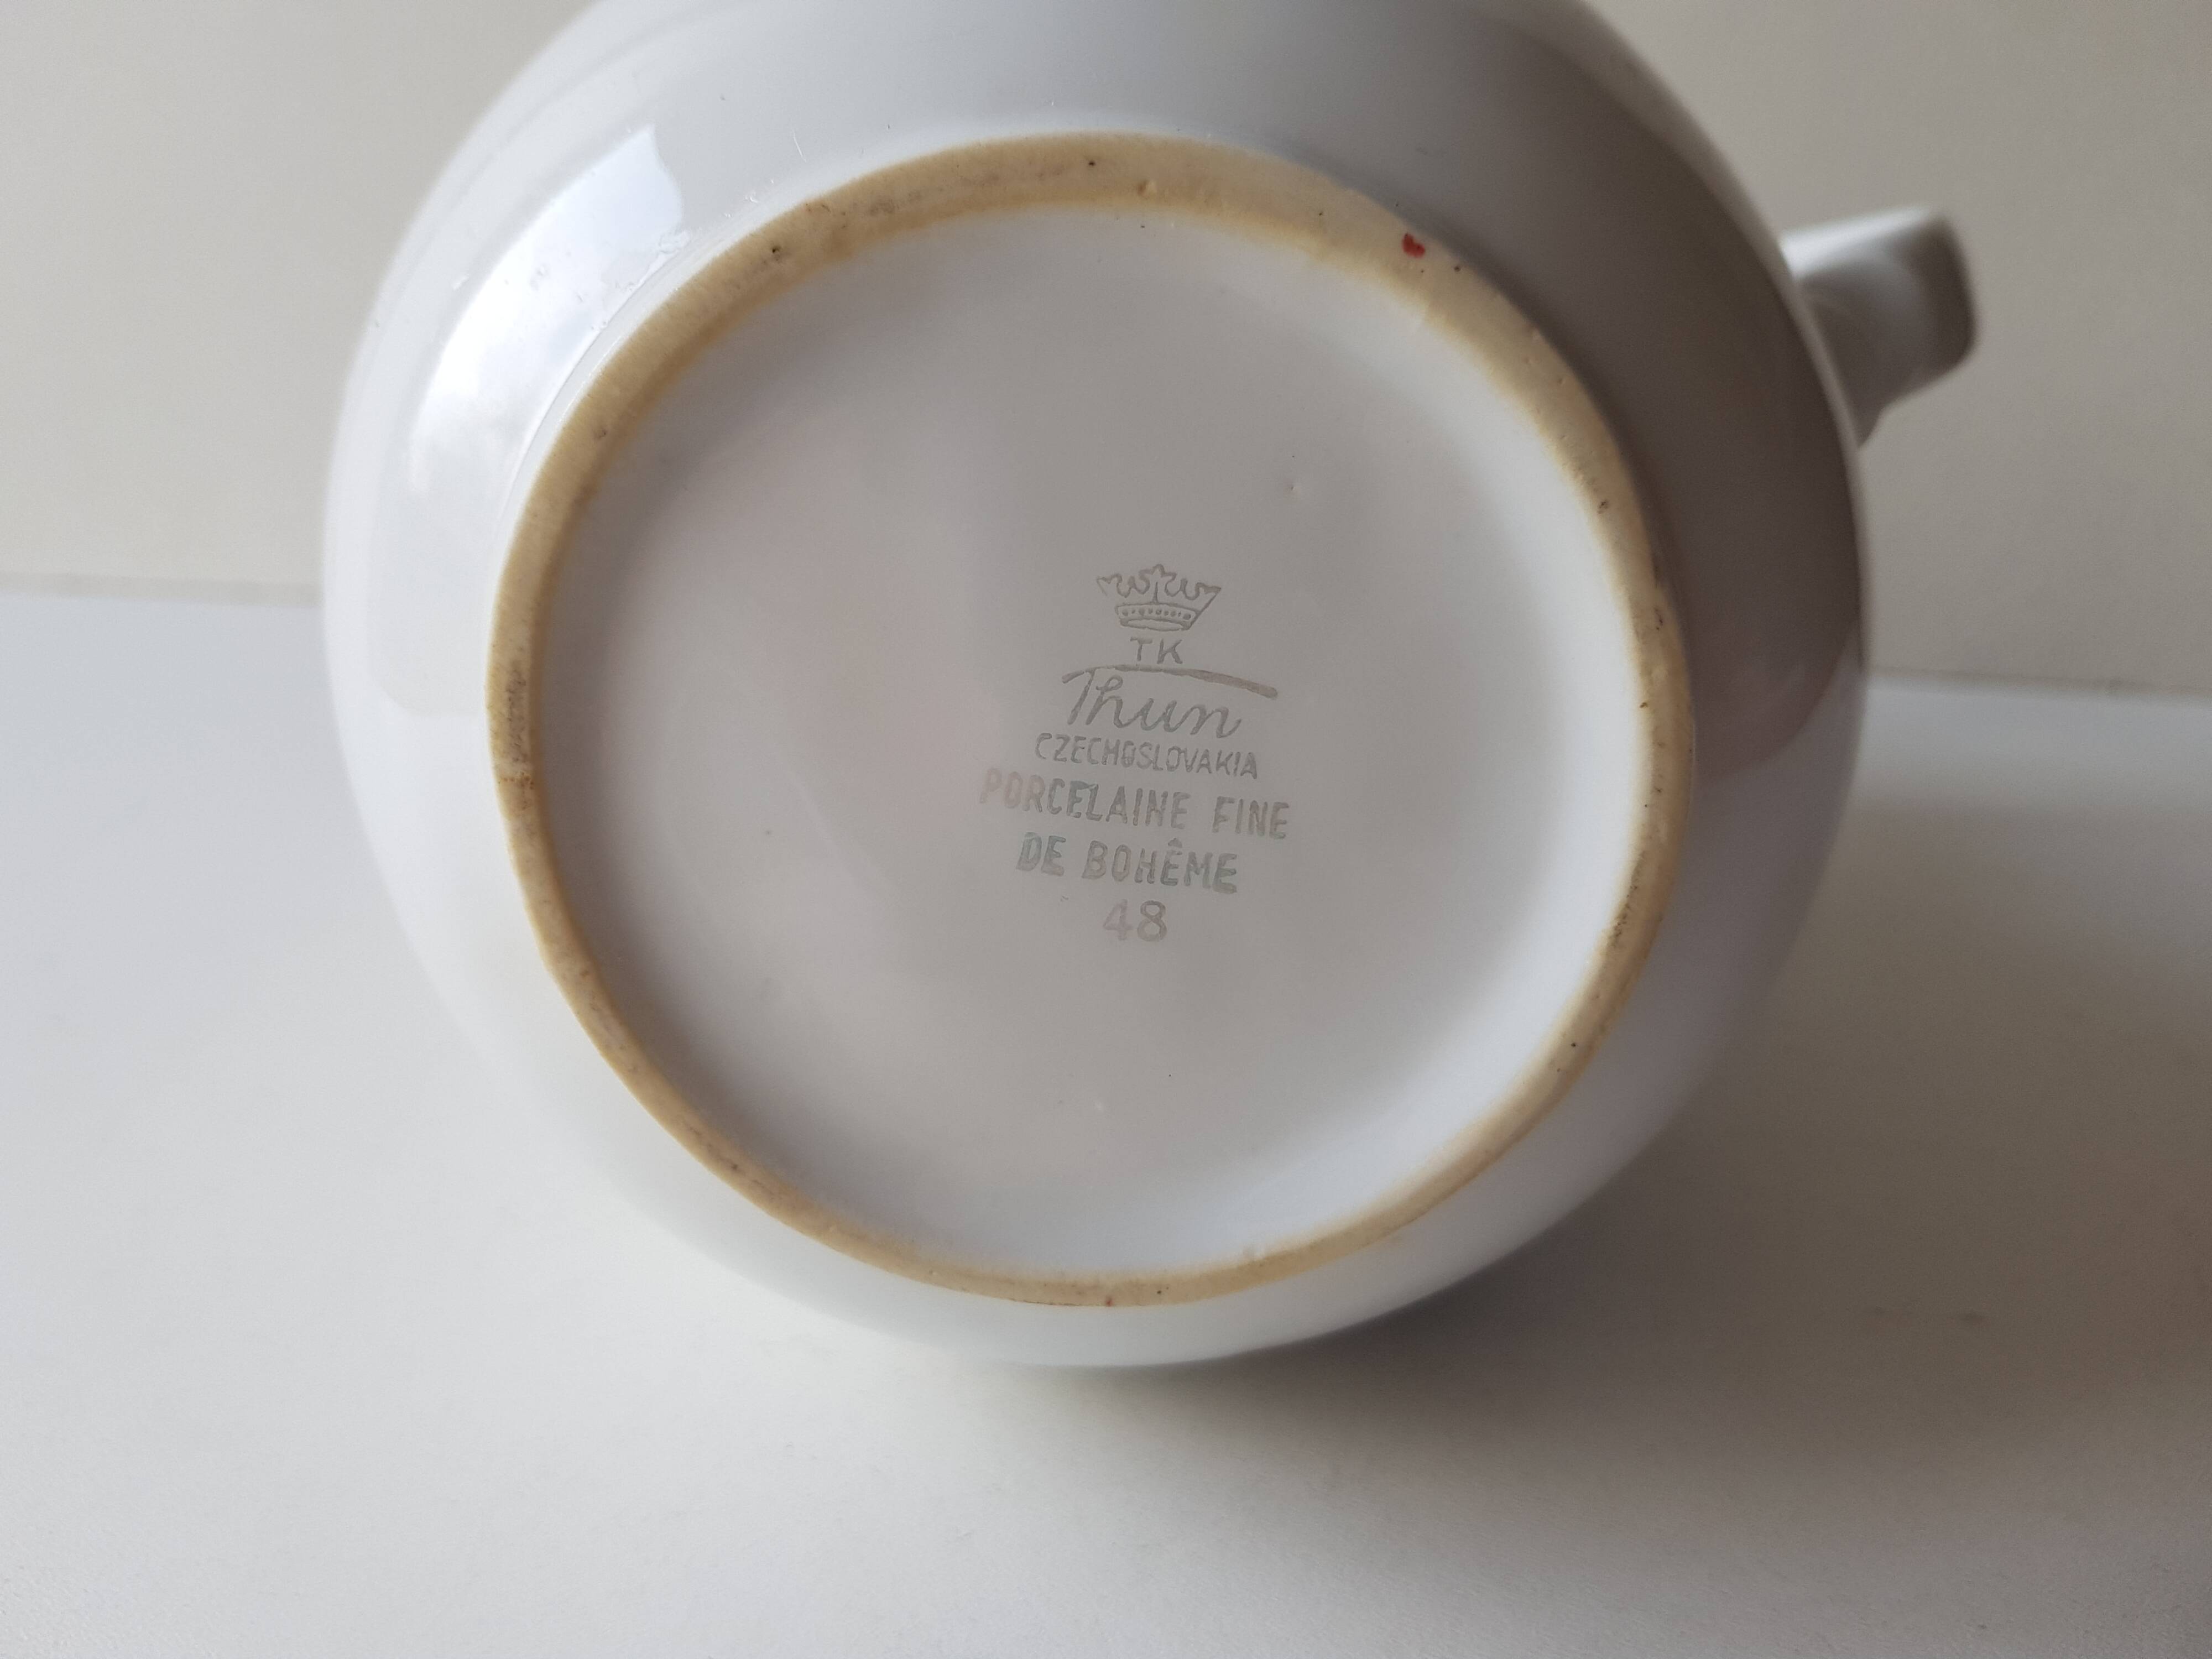 TK
Thun
CZECHOSLOVAKIA
PORCELAINE FINE
DE BOHÊME
48